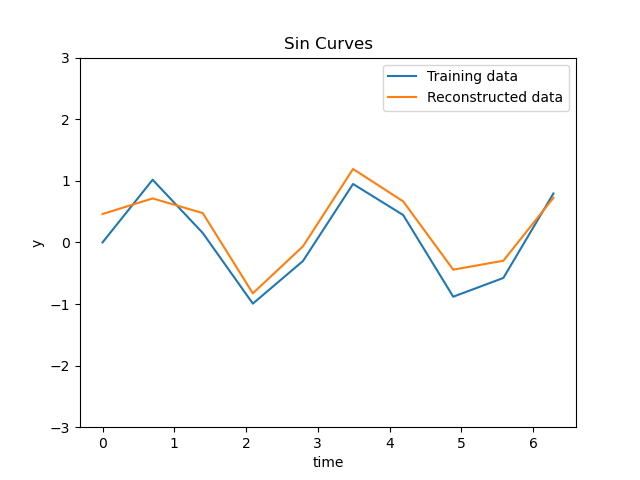 Sin Curves
Training data
Reconstructed data
3
2
1
0
−1
−2
−3
y
0 1 2 3 4 5 6
time